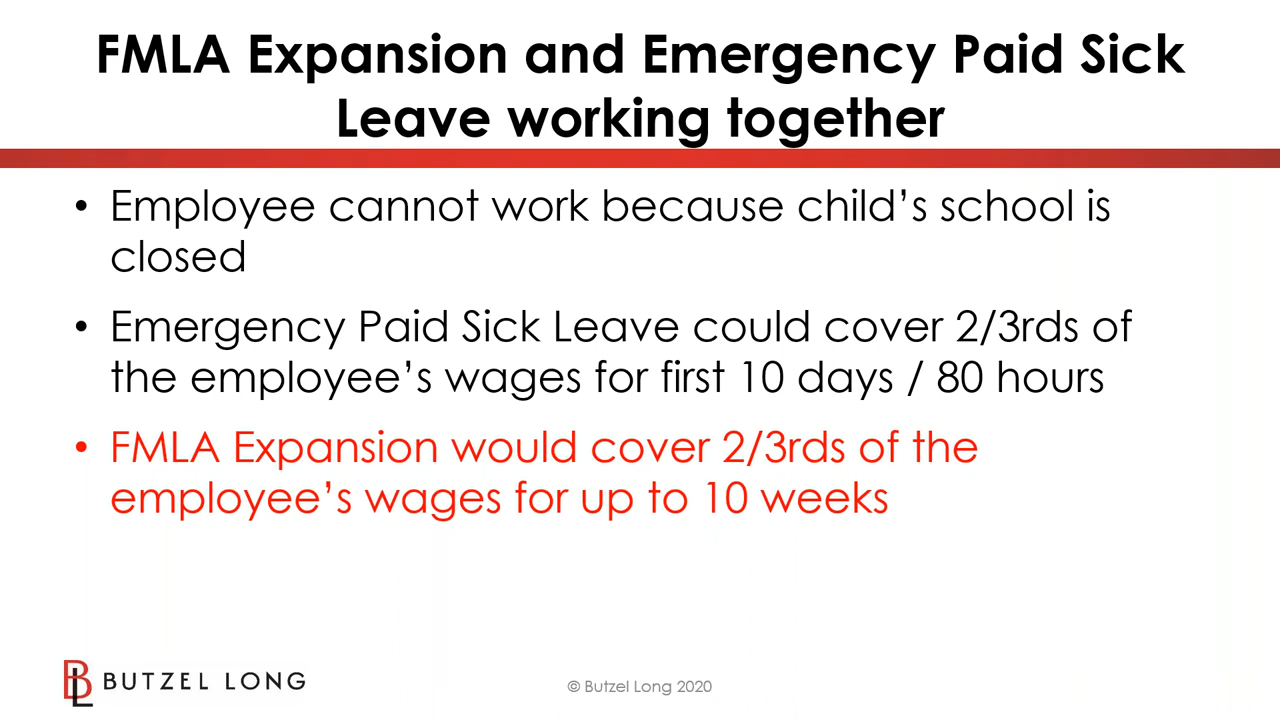 FMLA Expansion and Emergency Paid Sick
Leave working together
• Employee cannot work because child’s school is
closed
• Emergency Paid Sick Leave could cover 2/3rds of
the employee’s wages for first 10 days / 80 hours
• FMLA Expansion would cover 2/3rds of the
employee’s wages for up to 10 weeks
BL BUTZEL LONG
© Butzel Long 2020